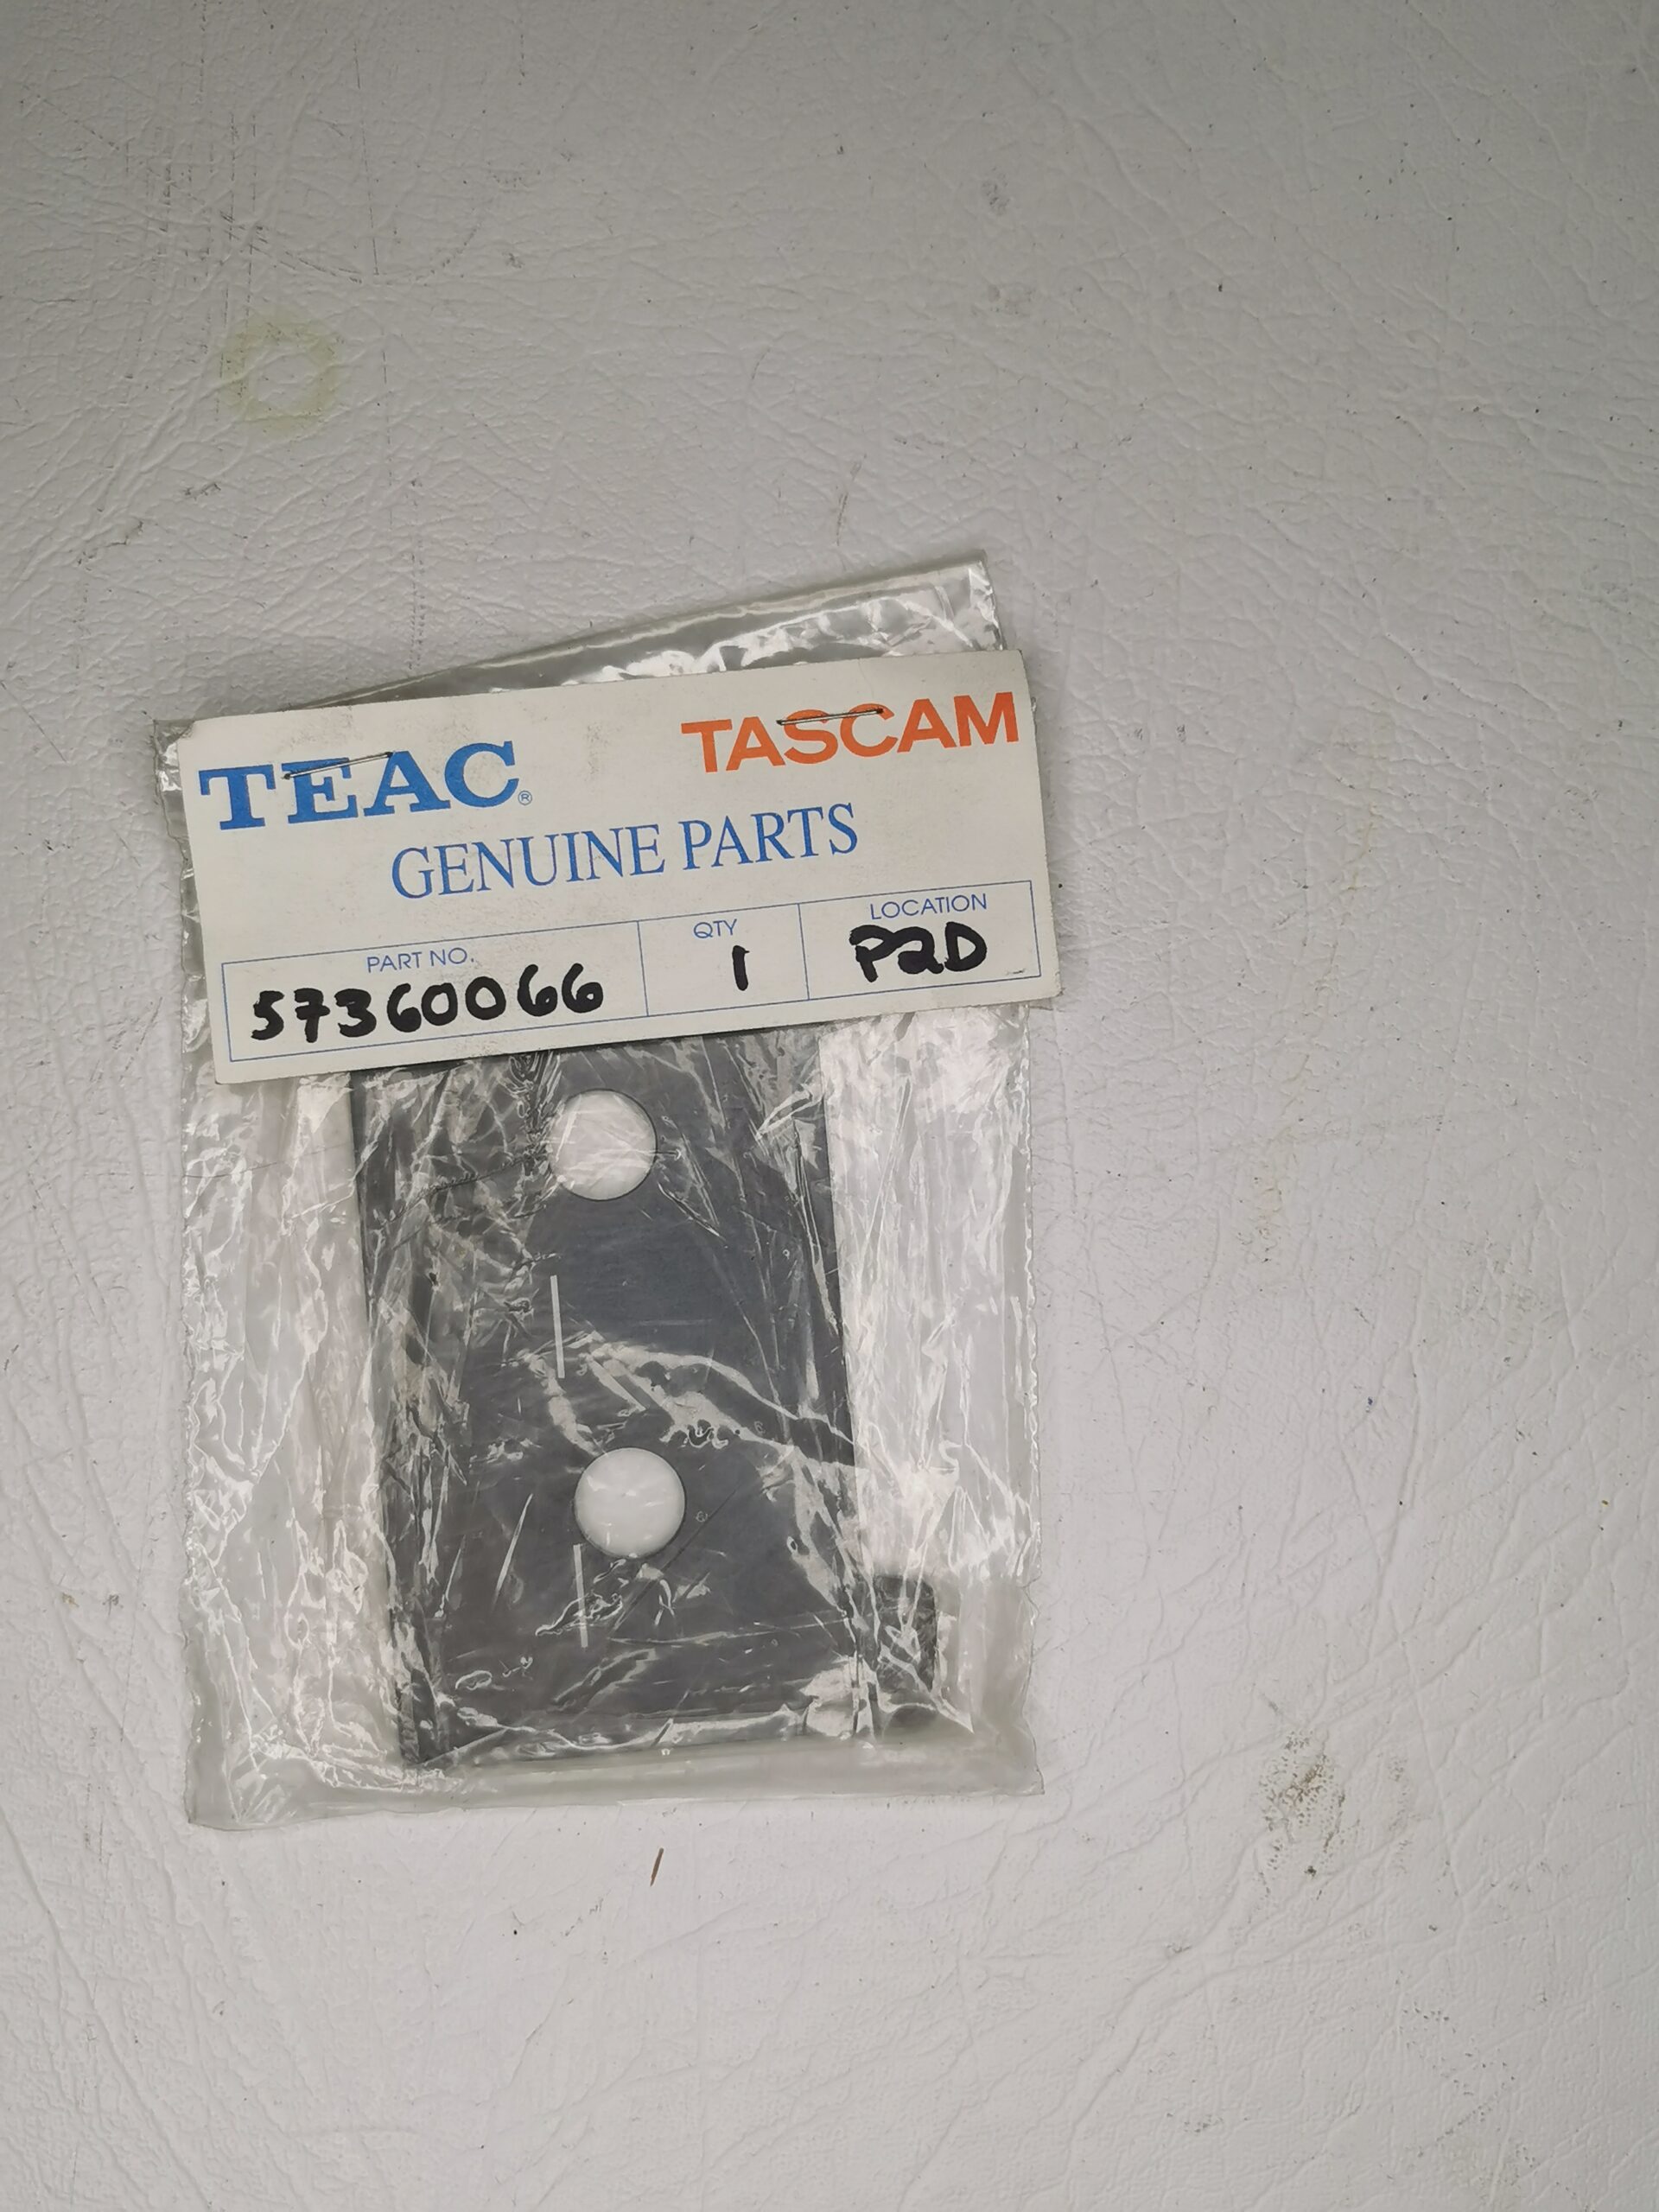 TEAC® TASCAM
GENUINE PARTS
PART NO. QTY LOCATION
57360066 1 P2D